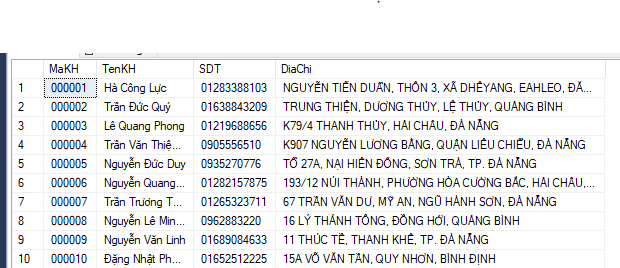 MaKH TenKH SDT DiaChi
1 000001 Hà Công Lực 01283388103 NGUYỄN TIẾN DUẨN, THÔN 3, XÃ DHÊYANG, EAHLEO, ĐĂ...
2 000002 Trần Đức Quý 01638843209 TRUNG THIỆN, DƯƠNG THỦY, LỆ THỦY, QUẢNG BÌNH
3 000003 Lê Quang Phong 01219688656 K79/4 THANH THỦY, HẢI CHÂU, ĐÀ NẴNG
4 000004 Trần Văn Thiệ... 0905556510 K907 NGUYỄN LƯƠNG BẰNG, QUẬN LIÊU CHIỂU, ĐÀ NẴNG
5 000005 Nguyễn Đức Duy 0935270776 TỔ 27A, NẠI HIÊN ĐÔNG, SƠN TRÀ, TP. ĐÀ NẴNG
6 000006 Nguyễn Quang... 01282157875 193/12 NÚI THÀNH, PHƯỜNG HÒA CƯỜNG BẮC, HẢI CHÂU,...
7 000007 Trần Trương T... 01265323711 67 TRẦN VĂN DƯ, MỸ AN, NGŨ HÀNH SƠN, ĐÀ NẴNG
8 000008 Nguyễn Lê Min... 0962883220 16 LÝ THÁNH TÔNG, ĐỒNG HỚI, QUẢNG BÌNH
9 000009 Nguyễn Văn Linh 01689084633 11 THÚC TỀ, THANH KHÊ, TP. ĐÀ NẴNG
10 000010 Đặng Nhật Ph... 01652512225 15A VÕ VĂN TẦN, QUY NHƠN, BÌNH ĐỊNH